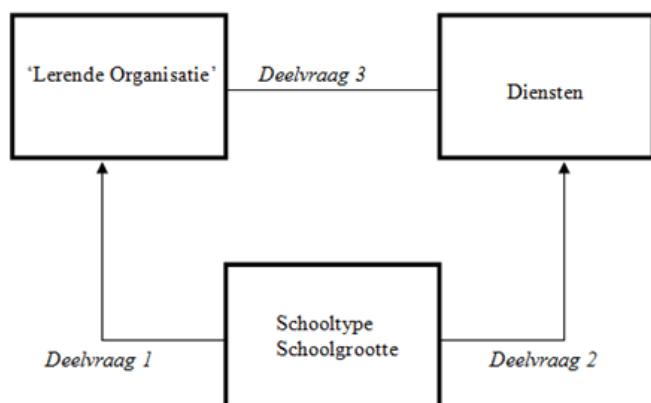 ‘Lerende Organisatie’
Deelvraag 3
Diensten
Schooltype
Schoolgrootte
Deelvraag 1
Deelvraag 2